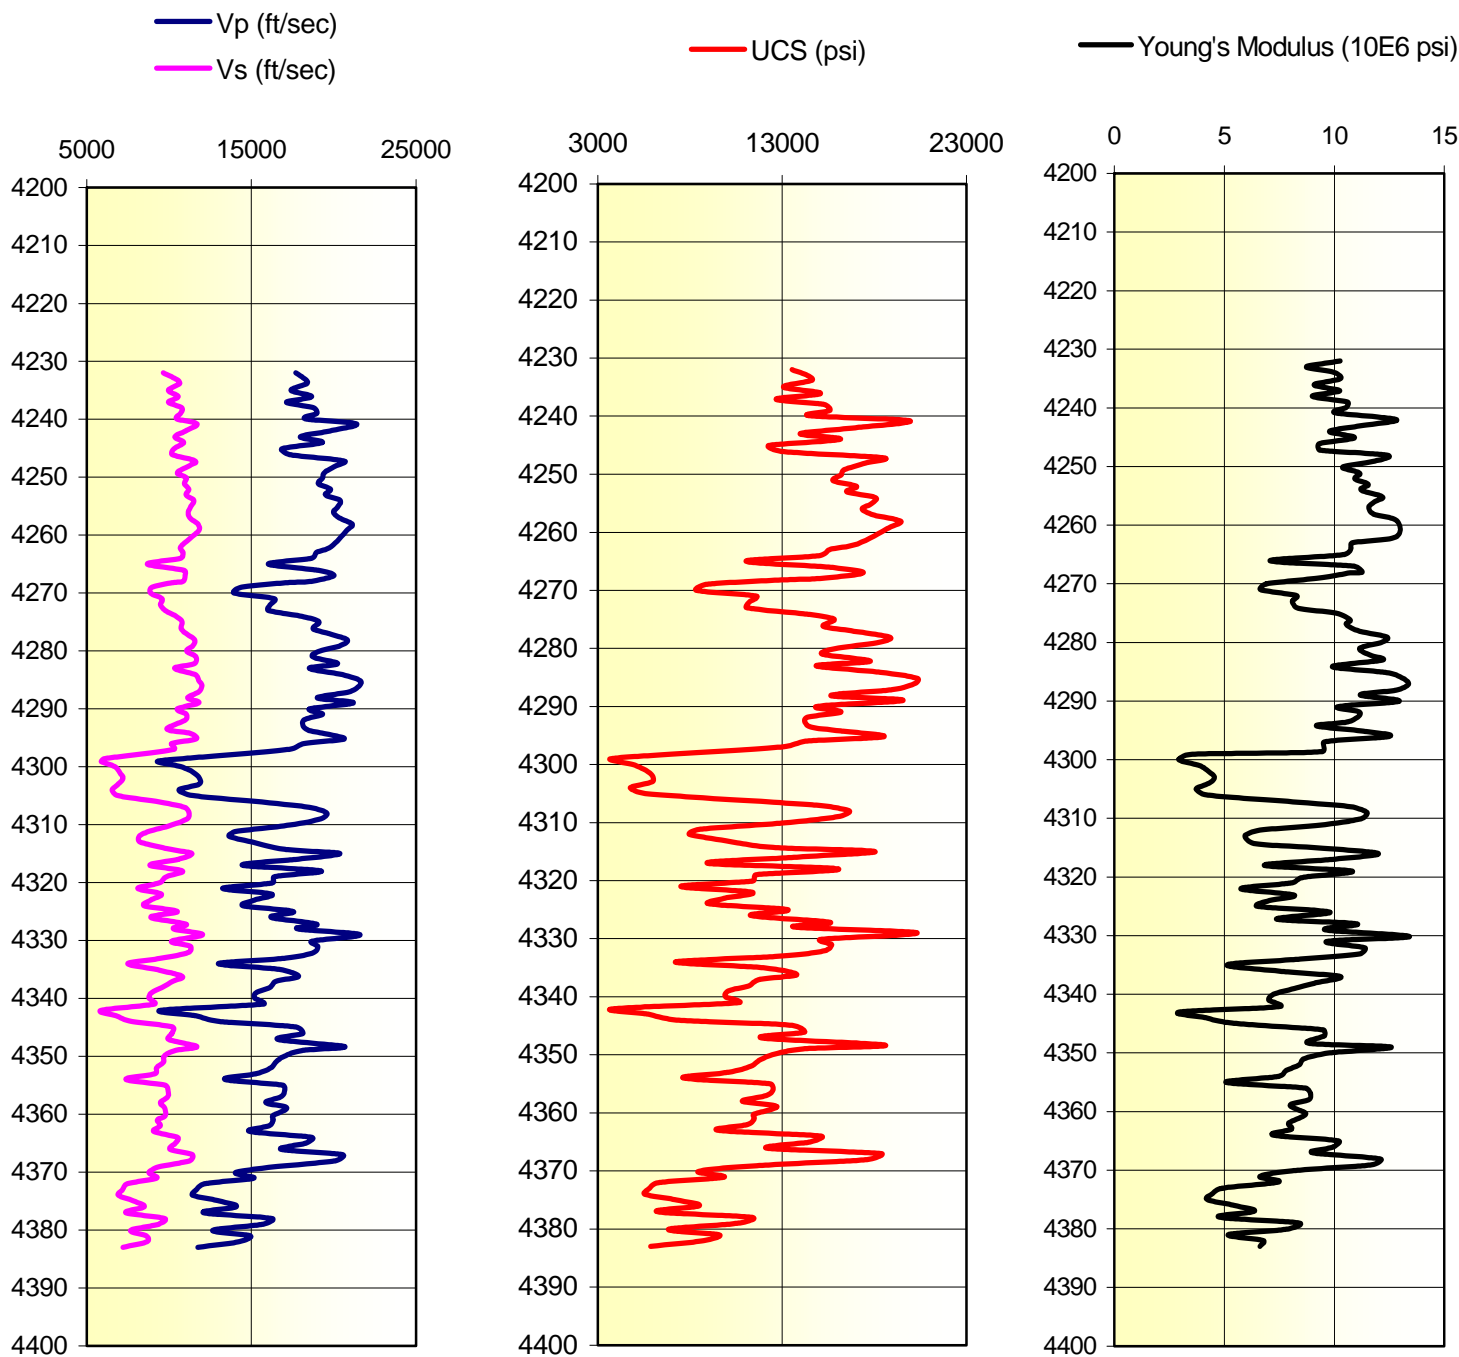 Vp (ft/sec)
Vs (ft/sec)
UCS (psi)
Young's Modulus (10E6 psi)
5000 15000 25000
3000 13000 23000
0 5 10 15
4200 4200 4200
4210 4210 4210
4220 4220 4220
4230 4230 4230
4240 4240 4240
4250 4250 4250
4260 4260 4260
4270 4270 4270
4280 4280 4280
4290 4290 4290
4300 4300 4300
4310 4310 4310
4320 4320 4320
4330 4330 4330
4340 4340 4340
4350 4350 4350
4360 4360 4360
4370 4370 4370
4380 4380 4380
4390 4390 4390
4400 4400 4400